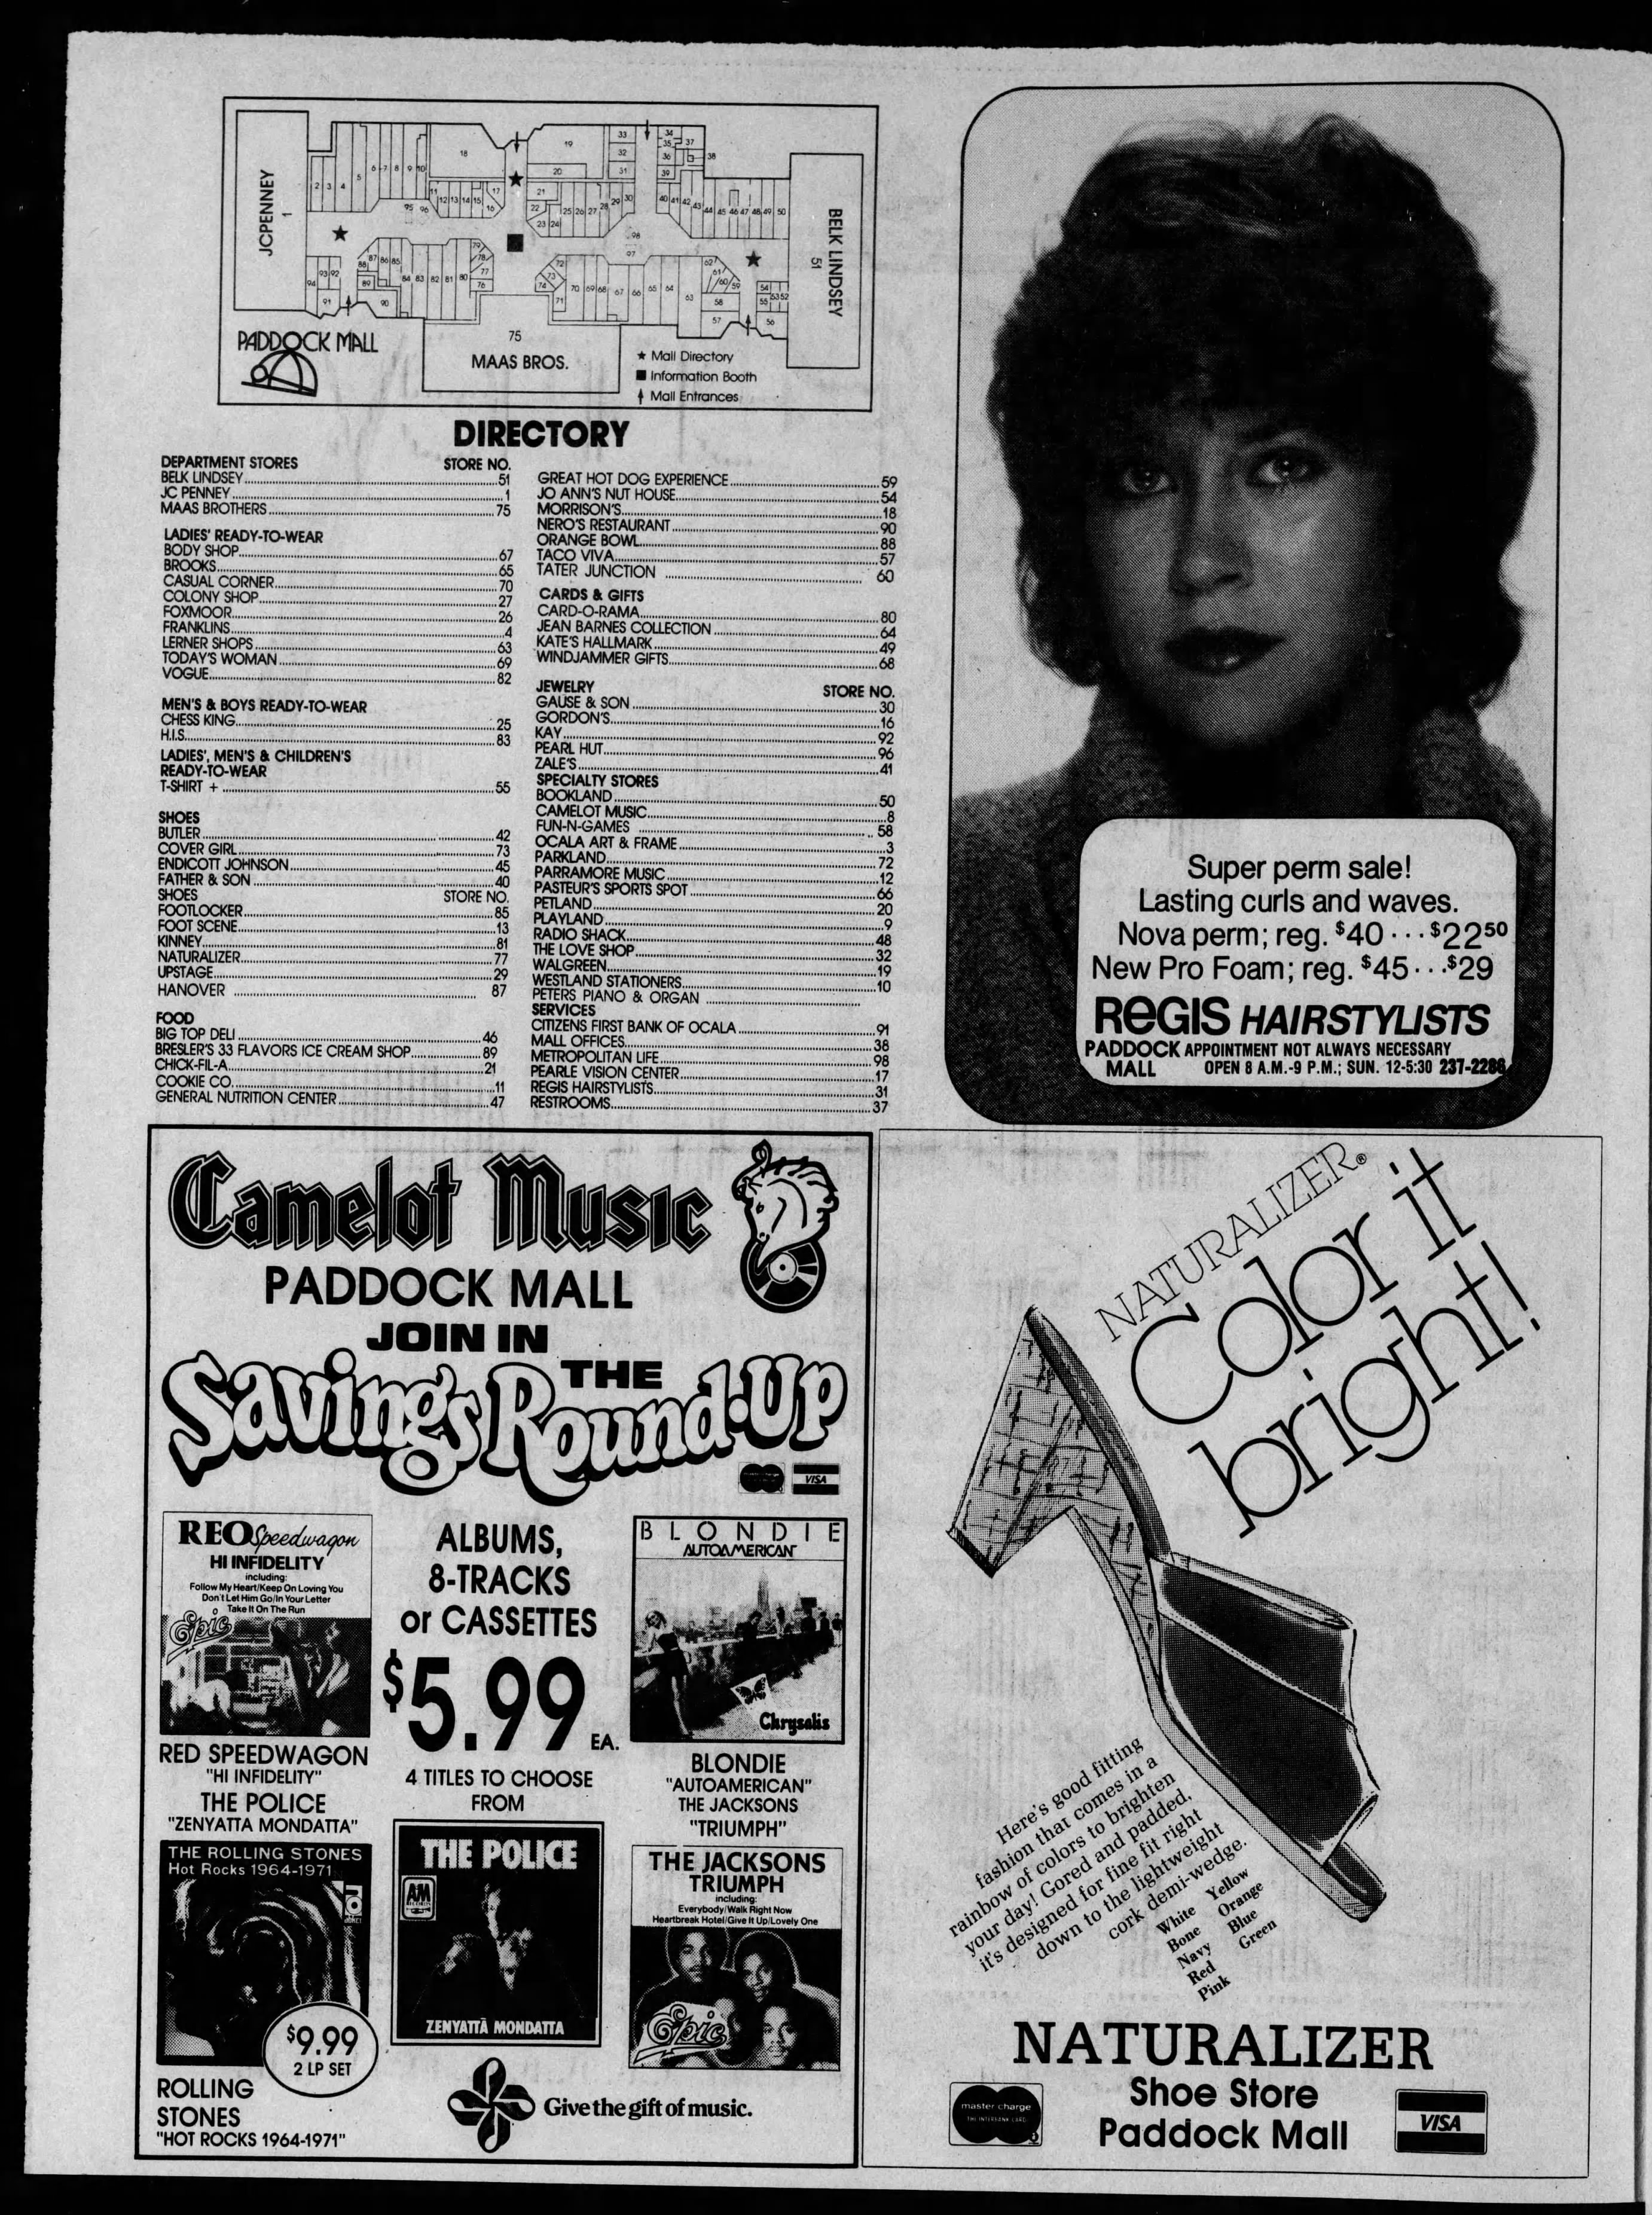 JCPENNEY
1
BELK LINDSEY
51
PADDOCK MALL
75
MAAS BROS.
★ Mall Directory
■ Information Booth
Mall Entrances
DIRECTORY
DEPARTMENT STORES STORE NO.
BELK LINDSEY 51
JC PENNEY 1
MAAS BROTHERS 75
LADIES' READY-TO-WEAR
BODY SHOP 67
BROOKS 65
CASUAL CORNER 70
COLONY SHOP 27
FOXMOOR 26
FRANKLINS 4
LERNER SHOPS 63
TODAY'S WOMAN 69
VOGUE 82
MEN'S & BOYS READY-TO-WEAR
CHESS KING 25
H.I.S. 83
LADIES', MEN'S & CHILDREN'S
READY-TO-WEAR
T-SHIRT + 55
SHOES
BUTLER 42
COVER GIRL 73
ENDICOTT JOHNSON 45
FATHER & SON 40
SHOES STORE NO.
FOOTLOCKER 85
FOOT SCENE 13
KINNEY 81
NATURALIZER 77
UPSTAGE 29
HANOVER 87
FOOD
BIG TOP DELI 46
BRESLER'S 33 FLAVORS ICE CREAM SHOP 89
CHICK-FIL-A 21
COOKIE CO. 11
GENERAL NUTRITION CENTER 47
GREAT HOT DOG EXPERIENCE 59
JO ANN'S NUT HOUSE 54
MORRISON'S 18
NERO'S RESTAURANT 90
ORANGE BOWL 88
TACO VIVA 57
TATER JUNCTION 60
CARDS & GIFTS
CARD-O-RAMA 80
JEAN BARNES COLLECTION 64
KATE'S HALLMARK 49
WINDJAMMER GIFTS 68
JEWELRY STORE NO.
GAUSE & SON 30
GORDON'S 16
KAY 92
PEARL HUT 96
ZALE'S 41
SPECIALTY STORES
BOOKLAND 50
CAMELOT MUSIC 8
FUN-N-GAMES 58
OCALA ART & FRAME 3
PARKLAND 72
PARRAMORE MUSIC 12
PASTEUR'S SPORTS SPOT 66
PETLAND 20
PLAYLAND 9
RADIO SHACK 48
THE LOVE SHOP 32
WALGREEN 19
WESTLAND STATIONERS 10
PETERS PIANO & ORGAN
SERVICES
CITIZENS FIRST BANK OF OCALA 91
MALL OFFICES 38
METROPOLITAN LIFE 98
PEARLE VISION CENTER 17
REGIS HAIRSTYLISTS 31
RESTROOMS 37
Super perm sale!
Lasting curls and waves.
Nova perm; reg. $40 · · · $2250
New Pro Foam; reg. $45 · · · $29
REGIS HAIRSTYLISTS
PADDOCK APPOINTMENT NOT ALWAYS NECESSARY
MALL OPEN 8 A.M.-9 P.M.; SUN. 12-5:30 237-2286
Camelot Music
PADDOCK MALL
JOIN IN
THE
Savings Round-Up
VISA
REO Speedwagon
HI INFIDELITY
including:
Follow My Heart/Keep On Loving You
Don't Let Him Go/In Your Letter
Take It On The Run
Epic
RED SPEEDWAGON
"HI INFIDELITY"
THE POLICE
"ZENYATTA MONDATTA"
ALBUMS,
8-TRACKS
or CASSETTES
$5.99 EA.
4 TITLES TO CHOOSE
FROM
BLONDIE
AUTOAMERICAN
Chrysalis
BLONDIE
"AUTOAMERICAN"
THE JACKSONS
"TRIUMPH"
THE ROLLING STONES
Hot Rocks 1964-1971
$9.99
2 LP SET
ROLLING
STONES
"HOT ROCKS 1964-1971"
THE POLICE
A&M
ZENYATTA MONDATTA
THE JACKSONS
TRIUMPH
including:
Everybody/Walk Right Now
Heartbreak Hotel/Give It Up/Lovely One
Epic
Give the gift of music.
NATURALIZER®
Color it
bright!
Here's good fitting
fashion that comes in a
rainbow of colors to brighten
your day! Gored and padded,
it's designed for fine fit right
down to the lightweight
cork demi-wedge.
White Yellow
Bone Orange
Navy Blue
Red Green
Pink
NATURALIZER
Shoe Store
Paddock Mall
master charge
THE INTERBANK CARD
VISA